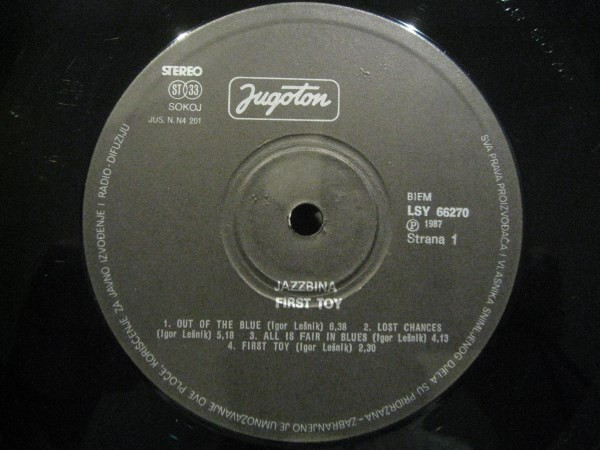 STEREO
ST 33
SOKOJ
JUS. N. N4 201
Jugoton
BIEM
LSY 66270
Ⓟ 1987
Strana 1
JAZZBINA
FIRST TOY
1. OUT OF THE BLUE (Igor Lešnik) 6,38 2. LOST CHANCES
(Igor Lešnik) 5,18 3. ALL IS FAIR IN BLUES (Igor Lešnik) 4,13
4. FIRST TOY (Igor Lešnik) 2,30
SVA PRAVA PROIZVOĐAČA I VLASNIKA SNIMLJENOG DJELA SU PRIDRŽANA - ZABRANJENO JE UMNOŽAVANJE OVE PLOČE, KORIŠĆENJE ZA JAVNO IZVOĐENJE I RADIO-DIFUZIJU